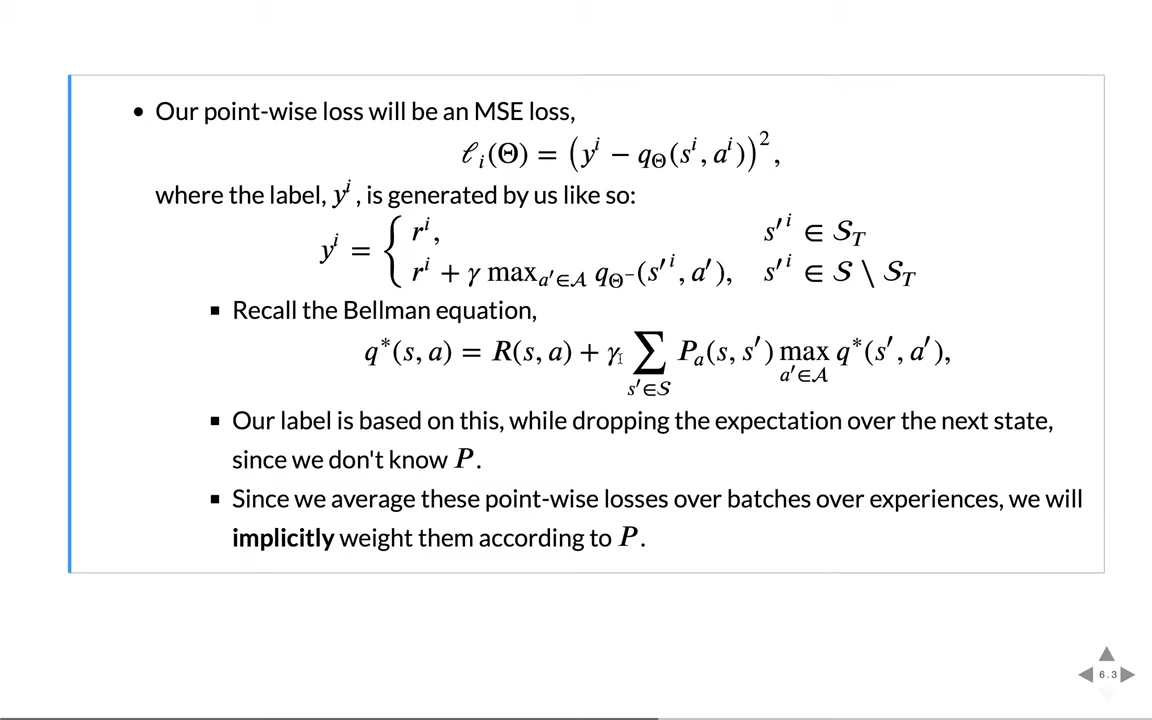 • Our point-wise loss will be an MSE loss,
ℓ_i(Θ) = (y^i − q_Θ(s^i, a^i))^2,
where the label, y^i, is generated by us like so:
y^i = { r^i, s′^i ∈ S_T
r^i + γ max_{a′∈A} q_{Θ^-}(s′^i, a′), s′^i ∈ S \ S_T
▪ Recall the Bellman equation,
q*(s, a) = R(s, a) + γ ∑_{s′∈S} P_a(s, s′) max_{a′∈A} q*(s′, a′),
▪ Our label is based on this, while dropping the expectation over the next state,
since we don't know P.
▪ Since we average these point-wise losses over batches over experiences, we will
implicitly weight them according to P.
6.3